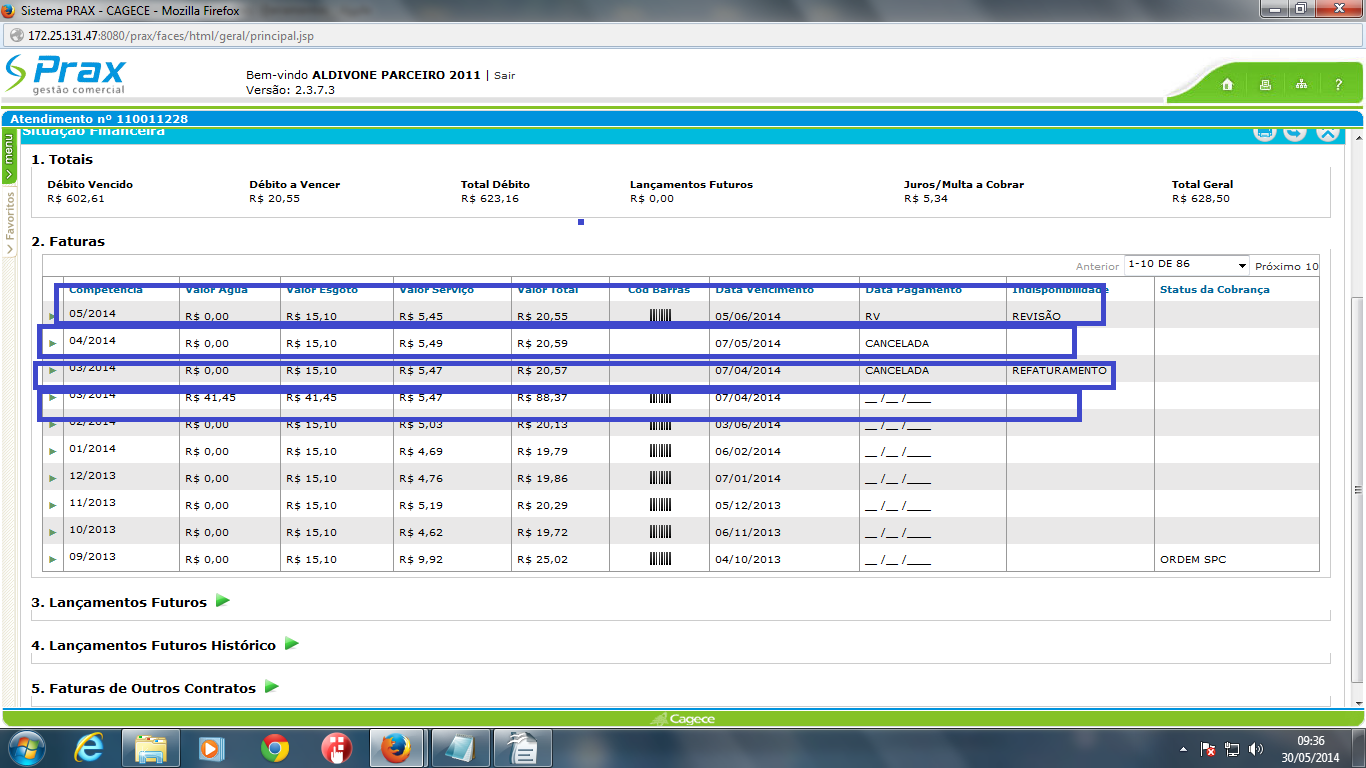 Sistema PRAX - CAGECE - Mozilla Firefox
172.25.131.47:8080/prax/faces/html/geral/principal.jsp
Prax
gestão comercial
Bem-vindo ALDIVONE PARCEIRO 2011 | Sair
Versão: 2.3.7.3
?
Atendimento nº 110011228
menu
Favoritos
Situação Financeira
1. Totais
Débito Vencido Débito a Vencer Total Débito Lançamentos Futuros Juros/Multa a Cobrar Total Geral
R$ 602,61 R$ 20,55 R$ 623,16 R$ 0,00 R$ 5,34 R$ 628,50
2. Faturas
Anterior 1-10 DE 86 Próximo 10
Competência Valor Água Valor Esgoto Valor Serviço Valor Total Cód Barras Data Vencimento Data Pagamento Indisponibilidade Status da Cobrança
05/2014 R$ 0,00 R$ 15,10 R$ 5,45 R$ 20,55 05/06/2014 RV REVISÃO
04/2014 R$ 0,00 R$ 15,10 R$ 5,49 R$ 20,59 07/05/2014 CANCELADA
03/2014 R$ 0,00 R$ 15,10 R$ 5,47 R$ 20,57 07/04/2014 CANCELADA REFATURAMENTO
03/2014 R$ 41,45 R$ 41,45 R$ 5,47 R$ 88,37 07/04/2014 __ /__ /____
02/2014 R$ 0,00 R$ 15,10 R$ 5,03 R$ 20,13 03/06/2014 __ /__ /____
01/2014 R$ 0,00 R$ 15,10 R$ 4,69 R$ 19,79 06/02/2014 __ /__ /____
12/2013 R$ 0,00 R$ 15,10 R$ 4,76 R$ 19,86 07/01/2014 __ /__ /____
11/2013 R$ 0,00 R$ 15,10 R$ 5,19 R$ 20,29 05/12/2013 __ /__ /____
10/2013 R$ 0,00 R$ 15,10 R$ 4,62 R$ 19,72 06/11/2013 __ /__ /____
09/2013 R$ 0,00 R$ 15,10 R$ 9,92 R$ 25,02 04/10/2013 __ /__ /____ ORDEM SPC
3. Lançamentos Futuros
4. Lançamentos Futuros Histórico
5. Faturas de Outros Contratos
Cagece
09:36
30/05/2014